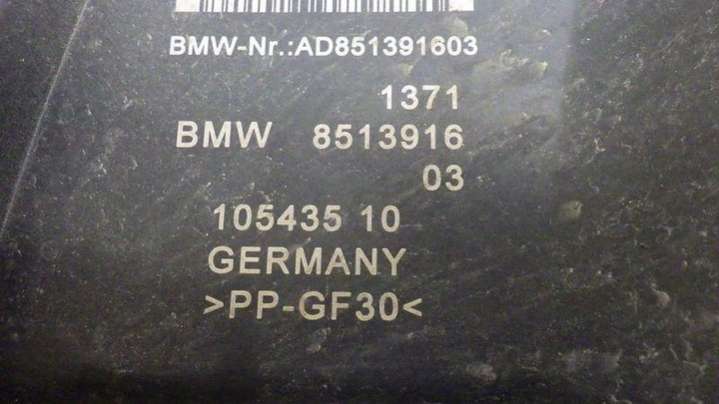 BMW-Nr.:AD851391603
1371
BMW 8513916
03
105435 10
GERMANY
>PP-GF30<